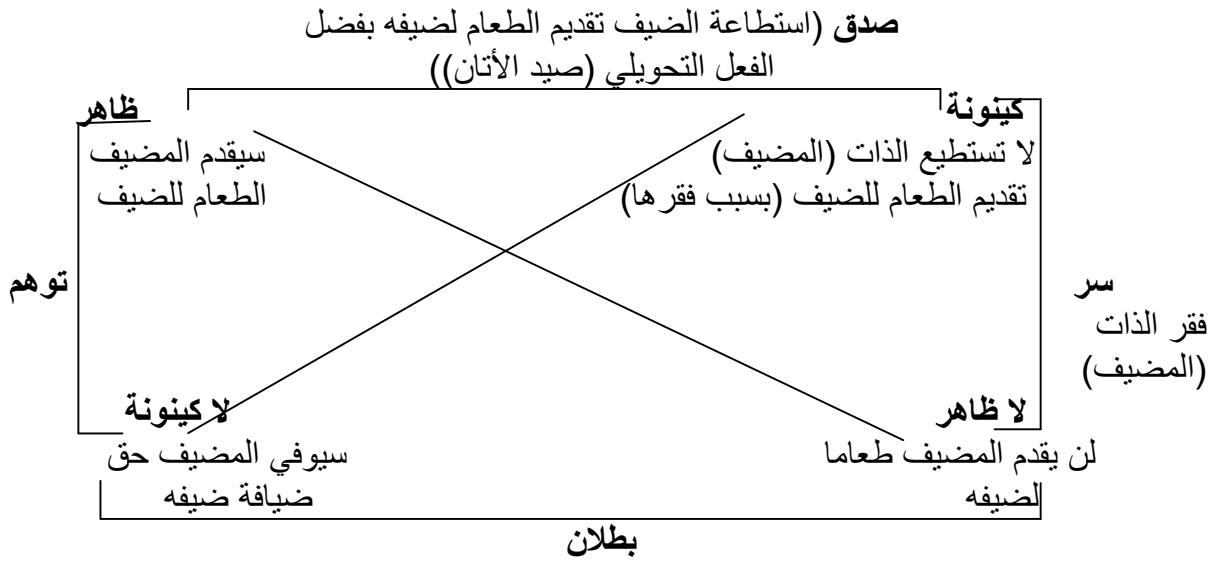 صدق (استطاعة الضيف تقديم الطعام لضيفه بفضل
الفعل التحويلي (صيد الأتان))
كينونة
ظاهر
لا تستطيع الذات (المضيف)
تقديم الطعام للضيف (بسبب فقرها)
سيقدم المضيف
الطعام للضيف
سر
فقر الذات
(المضيف)
توهم
لا ظاهر
لا كينونة
لن يقدم المضيف طعاما
لضيفه
سيوفي المضيف حق
ضيافة ضيفه
بطلان